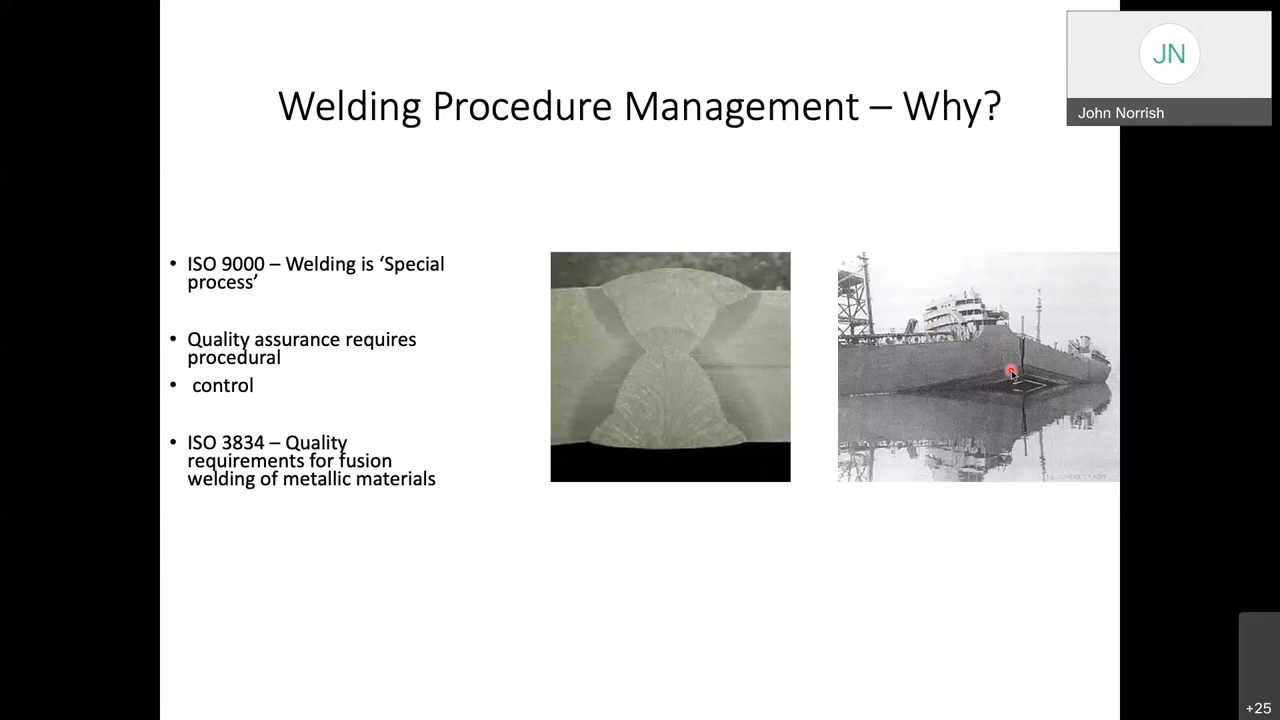 Welding Procedure Management – Why?
JN
John Norrish
• ISO 9000 – Welding is ‘Special
process’
• Quality assurance requires
procedural
• control
• ISO 3834 – Quality
requirements for fusion
welding of metallic materials
+25